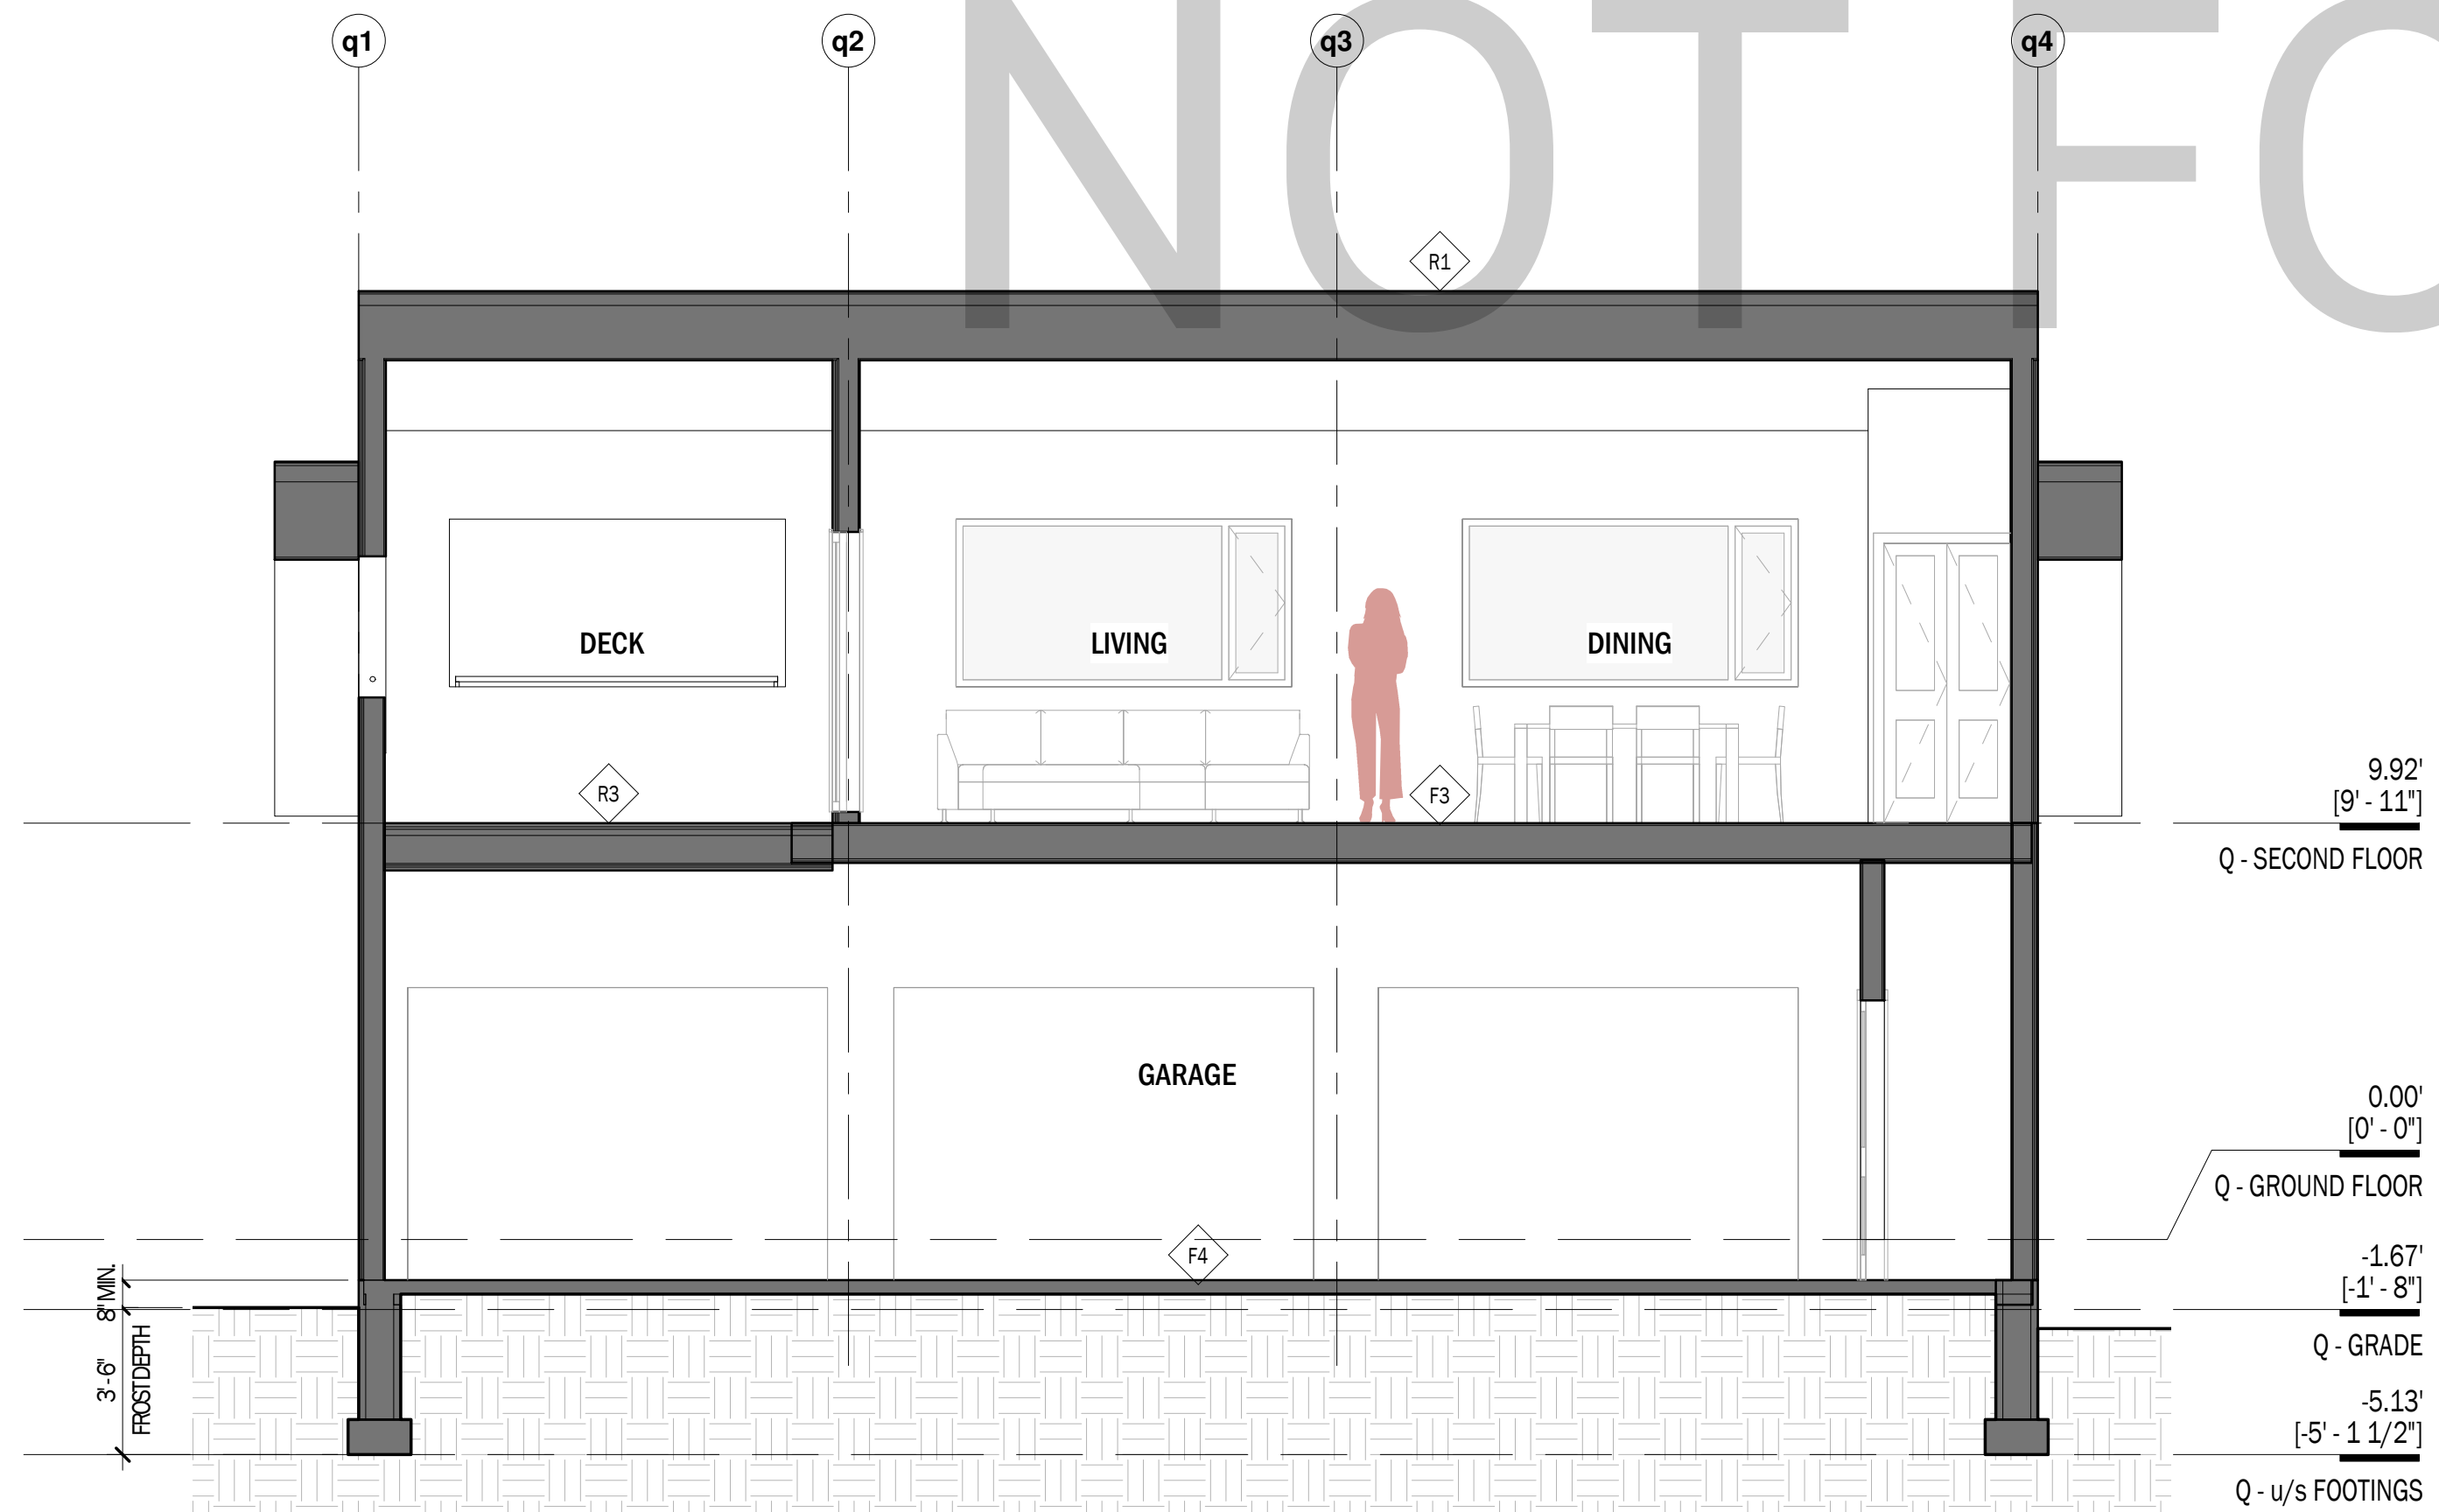 NOT FO
q1
q2
q3
q4
R1
DECK
LIVING
DINING
R3
F3
9.92'
[9' - 11"]
Q - SECOND FLOOR
GARAGE
0.00'
[0' - 0"]
Q - GROUND FLOOR
F4
8" MIN.
-1.67'
[-1' - 8"]
Q - GRADE
3'-6"
FROST DEPTH
-5.13'
[-5' - 1 1/2"]
Q - u/s FOOTINGS